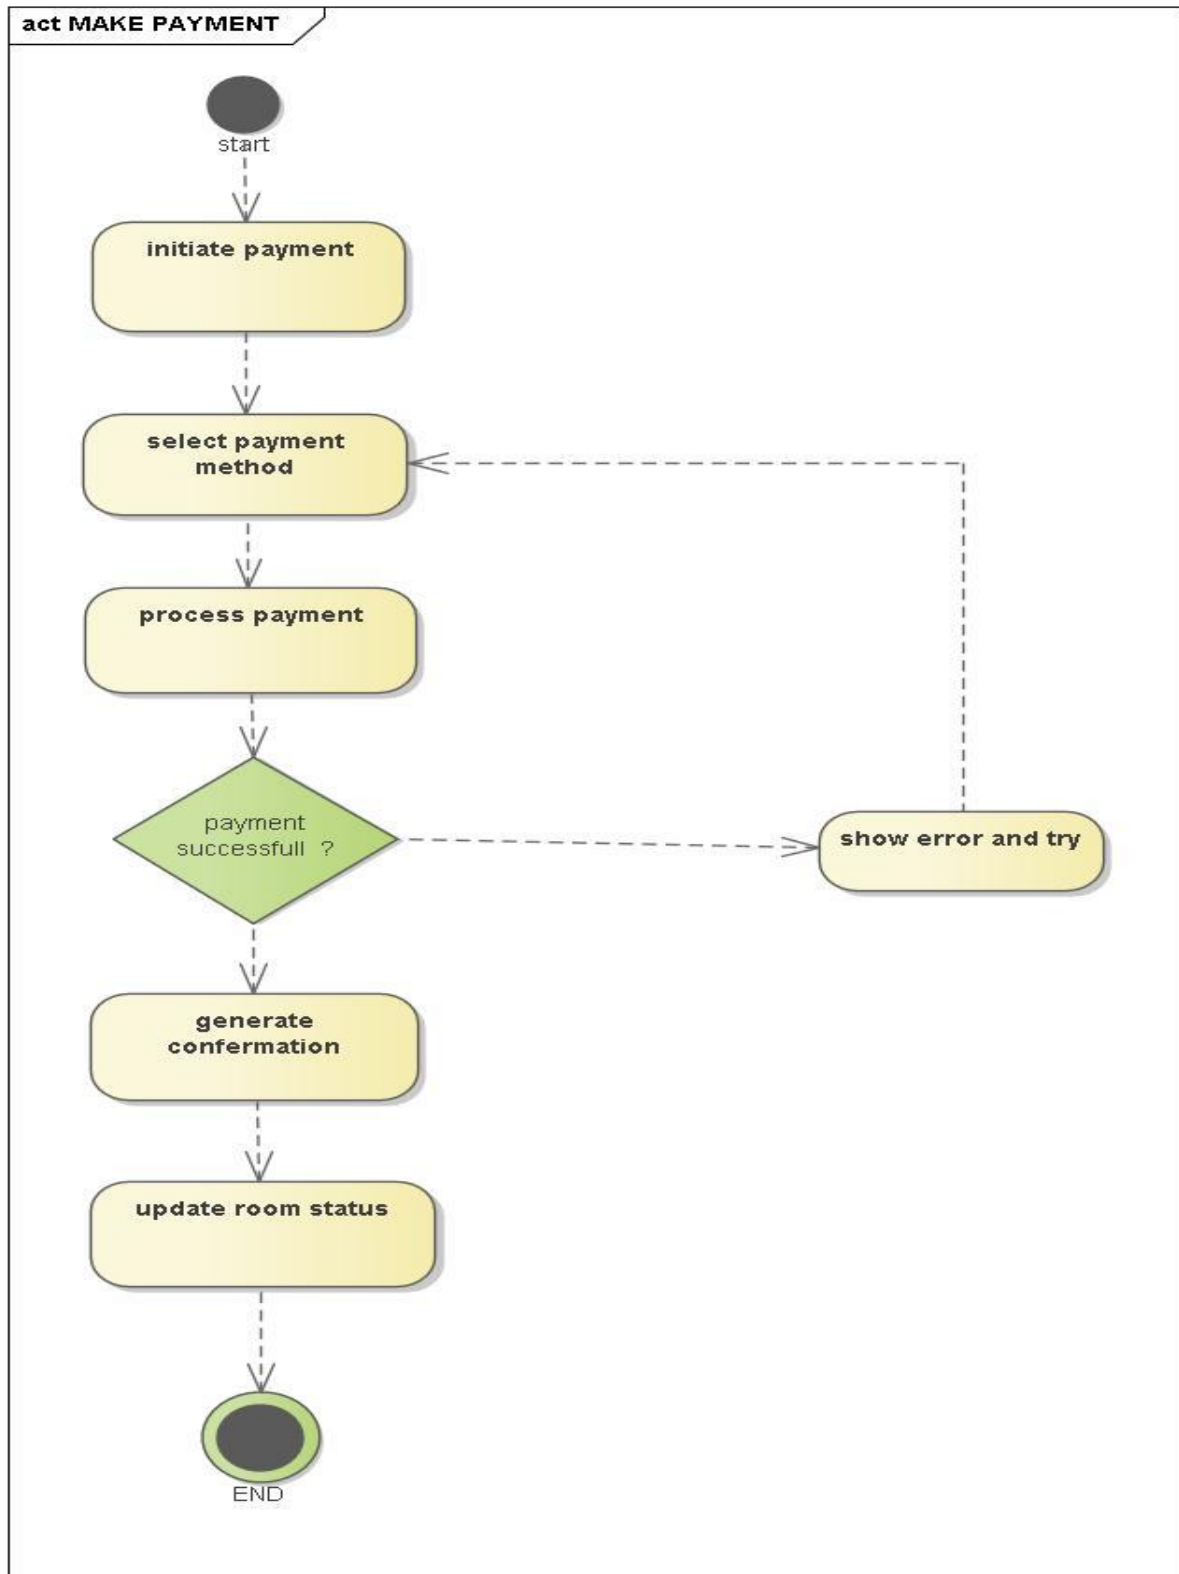 act MAKE PAYMENT
start
initiate payment
select payment
method
process payment
payment
successfull ?
show error and try
generate
confermation
update room status
END